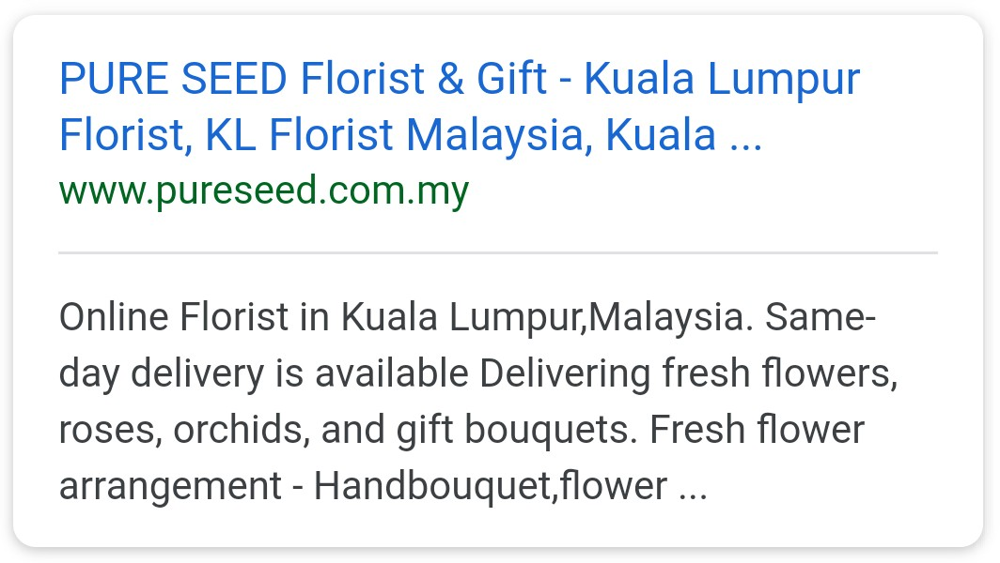 PURE SEED Florist & Gift - Kuala Lumpur
Florist, KL Florist Malaysia, Kuala ...
www.pureseed.com.my
Online Florist in Kuala Lumpur,Malaysia. Same-
day delivery is available Delivering fresh flowers,
roses, orchids, and gift bouquets. Fresh flower
arrangement - Handbouquet,flower ...